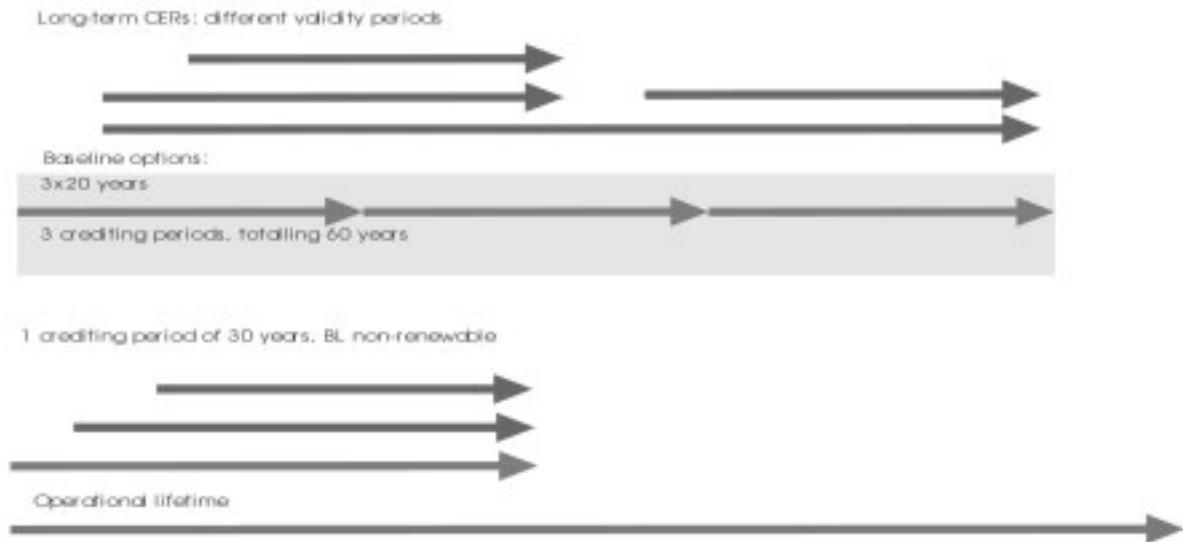 Long-term CERs: different validity periods
Baseline options:
3x20 years
3 crediting periods, totalling 60 years
1 crediting period of 30 years, BL non-renewable
Operational lifetime